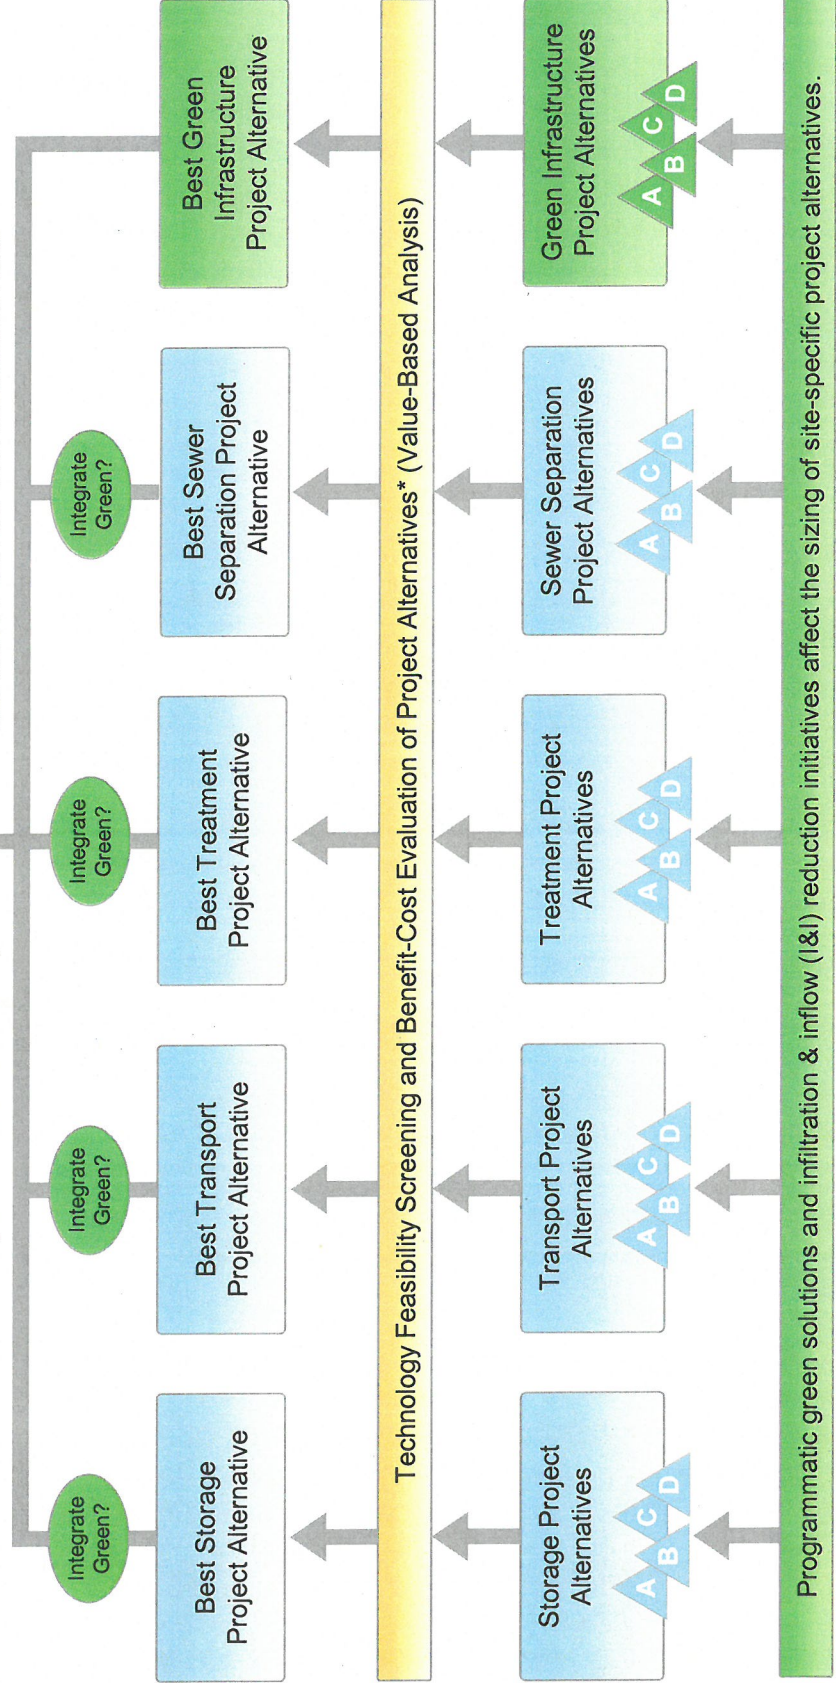 Integrate
Green?
Integrate
Green?
Integrate
Green?
Integrate
Green?
Best Storage
Project Alternative
Best Transport
Project Alternative
Best Treatment
Project Alternative
Best Sewer
Separation Project
Alternative
Best Green
Infrastructure
Project Alternative
Technology Feasibility Screening and Benefit-Cost Evaluation of Project Alternatives* (Value-Based Analysis)
Storage Project
Alternatives
A B C D
Transport Project
Alternatives
A B C D
Treatment Project
Alternatives
A B C D
Sewer Separation
Project Alternatives
A B C D
Green Infrastructure
Project Alternatives
A B C D
Programmatic green solutions and infiltration & inflow (I&I) reduction initiatives affect the sizing of site-specific project alternatives.